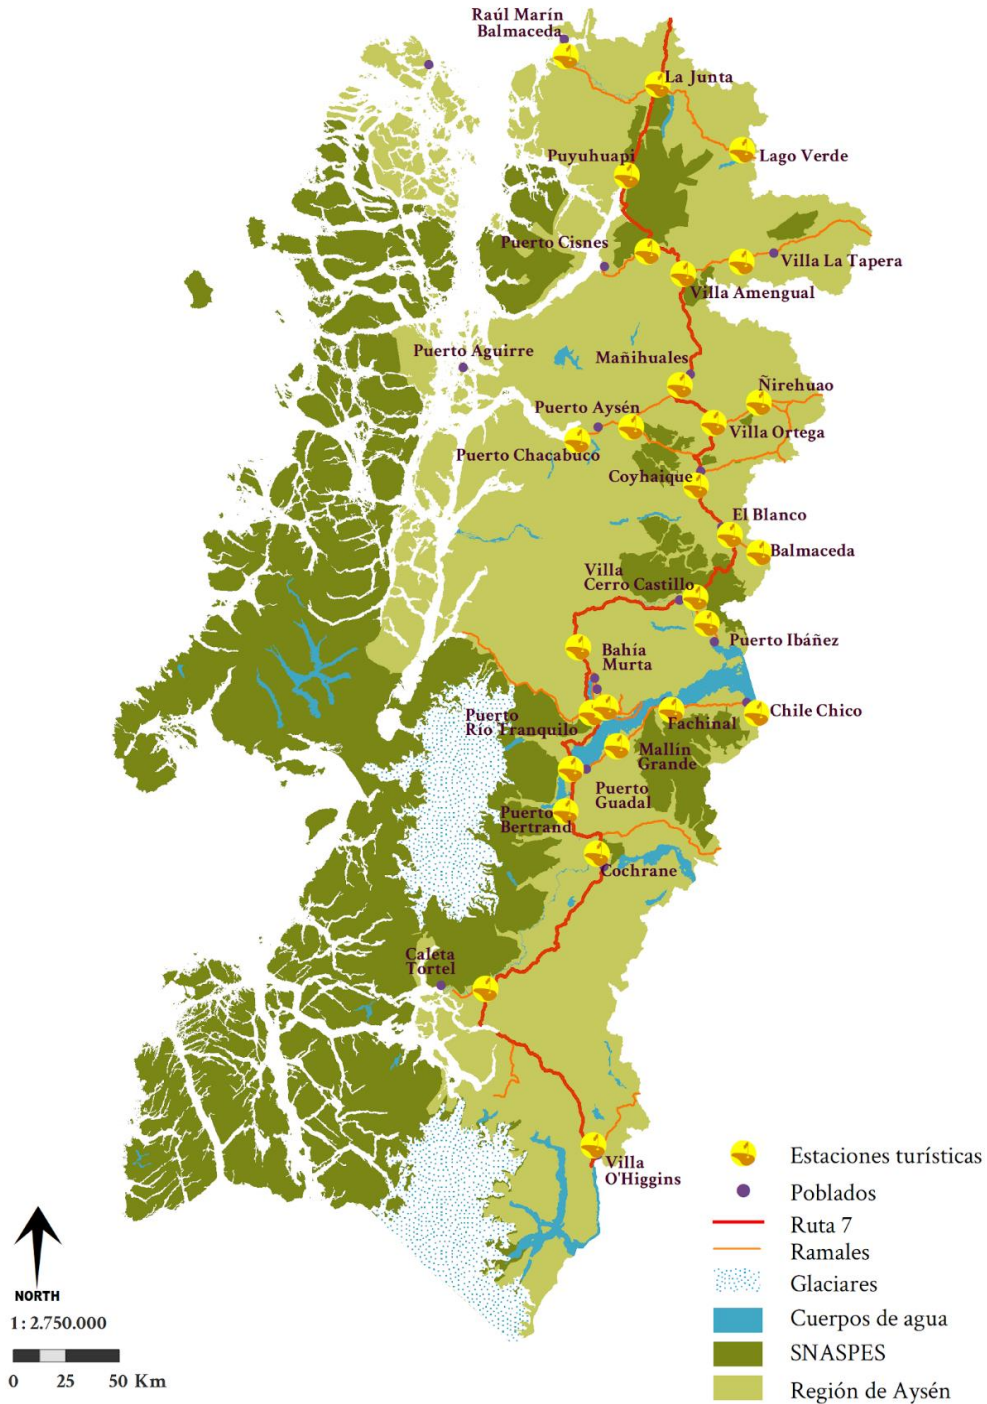 Raúl Marín
Balmaceda
La Junta
Puyuhuapi
Lago Verde
Puerto Cisnes
Villa La Tapera
Villa Amengual
Puerto Aguirre
Mañihuales
Ñirehuao
Puerto Aysén
Villa Ortega
Puerto Chacabuco
Coyhaique
El Blanco
Balmaceda
Villa
Cerro Castillo
Puerto Ibáñez
Bahía
Murta
Chile Chico
Puerto
Río Tranquilo
Fachinal
Mallín
Grande
Puerto
Guadal
Puerto
Bertrand
Cochrane
Caleta
Tortel
Villa
O'Higgins
Estaciones turísticas
Poblados
Ruta 7
Ramales
Glaciares
Cuerpos de agua
SNASPES
Región de Aysén
NORTH
1: 2.750.000
0 25 50 Km